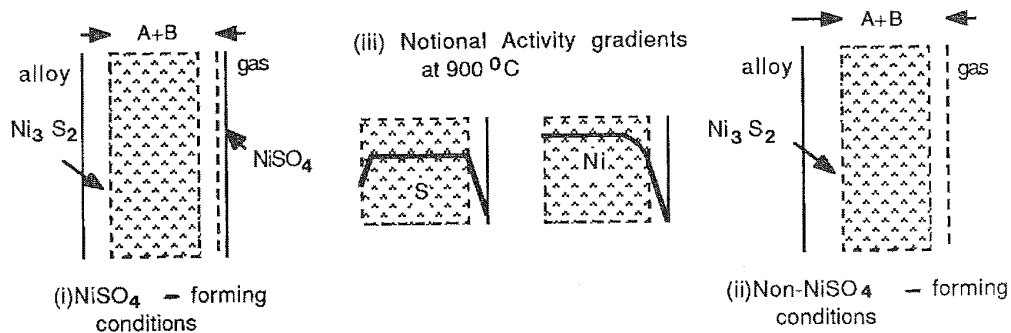 A+B
alloy
gas
Ni3 S2
NiSO4
(i)NiSO4 – forming
conditions
(iii) Notional Activity gradients
at 900 ⁰C
S
Ni
A+B
alloy
gas
Ni3 S2
(ii)Non-NiSO4 – forming
conditions